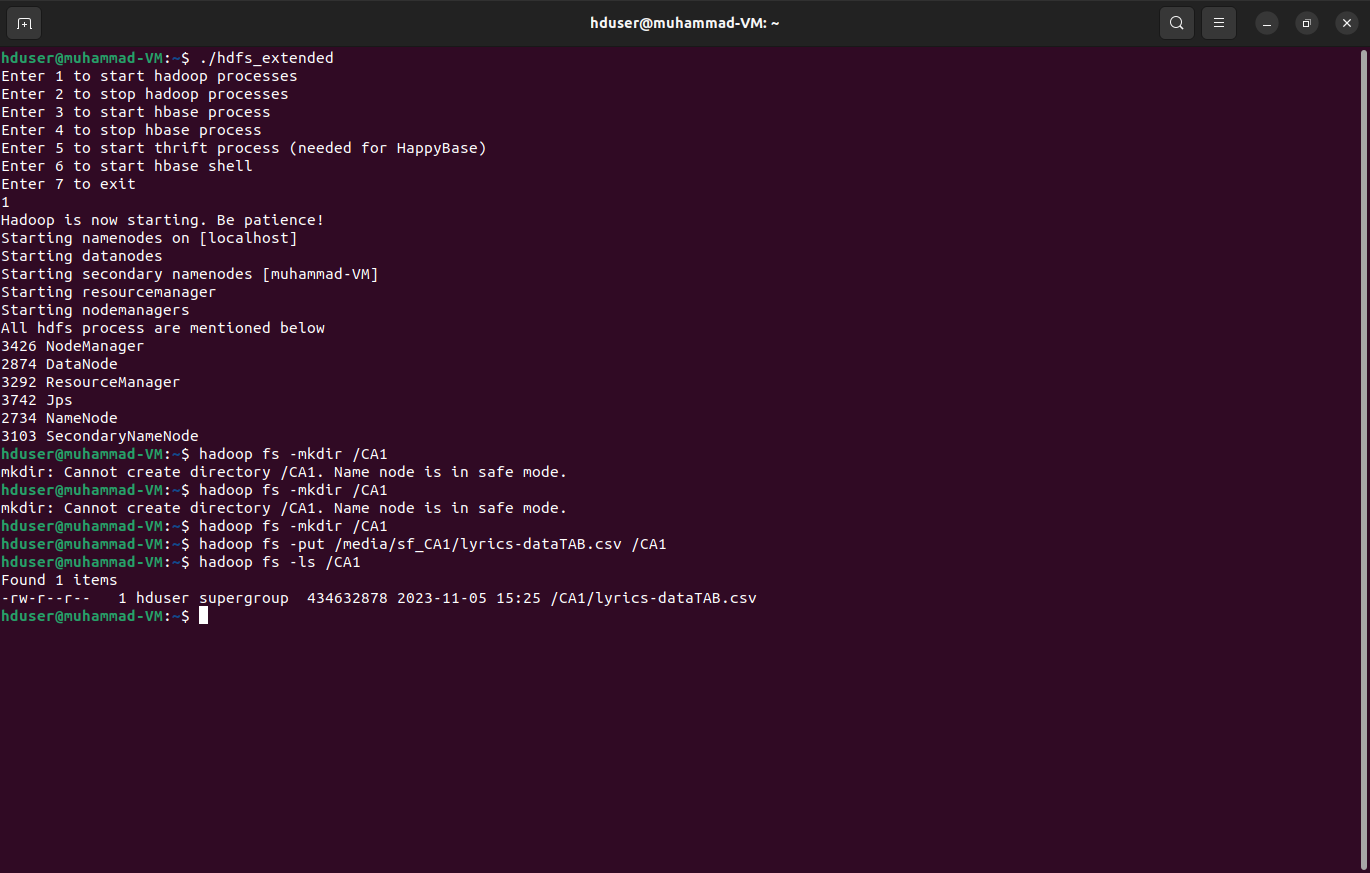 hduser@muhammad-VM: ~
hduser@muhammad-VM:~$ ./hdfs_extended
Enter 1 to start hadoop processes
Enter 2 to stop hadoop processes
Enter 3 to start hbase process
Enter 4 to stop hbase process
Enter 5 to start thrift process (needed for HappyBase)
Enter 6 to start hbase shell
Enter 7 to exit
1
Hadoop is now starting. Be patience!
Starting namenodes on [localhost]
Starting datanodes
Starting secondary namenodes [muhammad-VM]
Starting resourcemanager
Starting nodemanagers
All hdfs process are mentioned below
3426 NodeManager
2874 DataNode
3292 ResourceManager
3742 Jps
2734 NameNode
3103 SecondaryNameNode
hduser@muhammad-VM:~$ hadoop fs -mkdir /CA1
mkdir: Cannot create directory /CA1. Name node is in safe mode.
hduser@muhammad-VM:~$ hadoop fs -mkdir /CA1
mkdir: Cannot create directory /CA1. Name node is in safe mode.
hduser@muhammad-VM:~$ hadoop fs -mkdir /CA1
hduser@muhammad-VM:~$ hadoop fs -put /media/sf_CA1/lyrics-dataTAB.csv /CA1
hduser@muhammad-VM:~$ hadoop fs -ls /CA1
Found 1 items
-rw-r--r--   1 hduser supergroup  434632878 2023-11-05 15:25 /CA1/lyrics-dataTAB.csv
hduser@muhammad-VM:~$